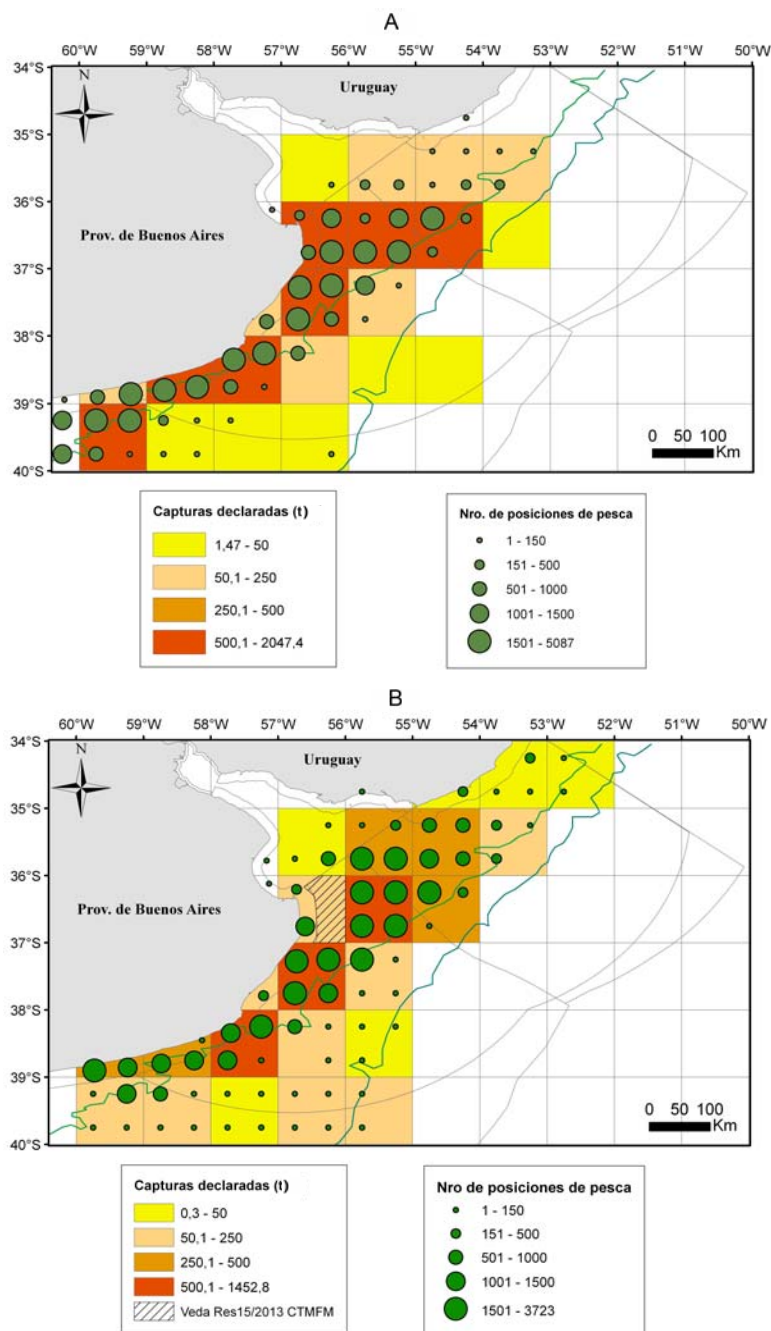 A
60°W 59°W 58°W 57°W 56°W 55°W 54°W 53°W 52°W 51°W 50°W
34°S
N
Uruguay
35°S
36°S
Prov. de Buenos Aires
37°S
38°S
39°S
0 50 100
Km
40°S
Capturas declaradas (t)
1,47 - 50
50,1 - 250
250,1 - 500
500,1 - 2047,4
Nro. de posiciones de pesca
1 - 150
151 - 500
501 - 1000
1001 - 1500
1501 - 5087
B
60°W 59°W 58°W 57°W 56°W 55°W 54°W 53°W 52°W 51°W 50°W
34°S
N
Uruguay
35°S
36°S
Prov. de Buenos Aires
37°S
38°S
39°S
0 50 100
Km
40°S
Capturas declaradas (t)
0,3 - 50
50,1 - 250
250,1 - 500
500,1 - 1452,8
Veda Res15/2013 CTMFM
Nro de posiciones de pesca
1 - 150
151 - 500
501 - 1000
1001 - 1500
1501 - 3723